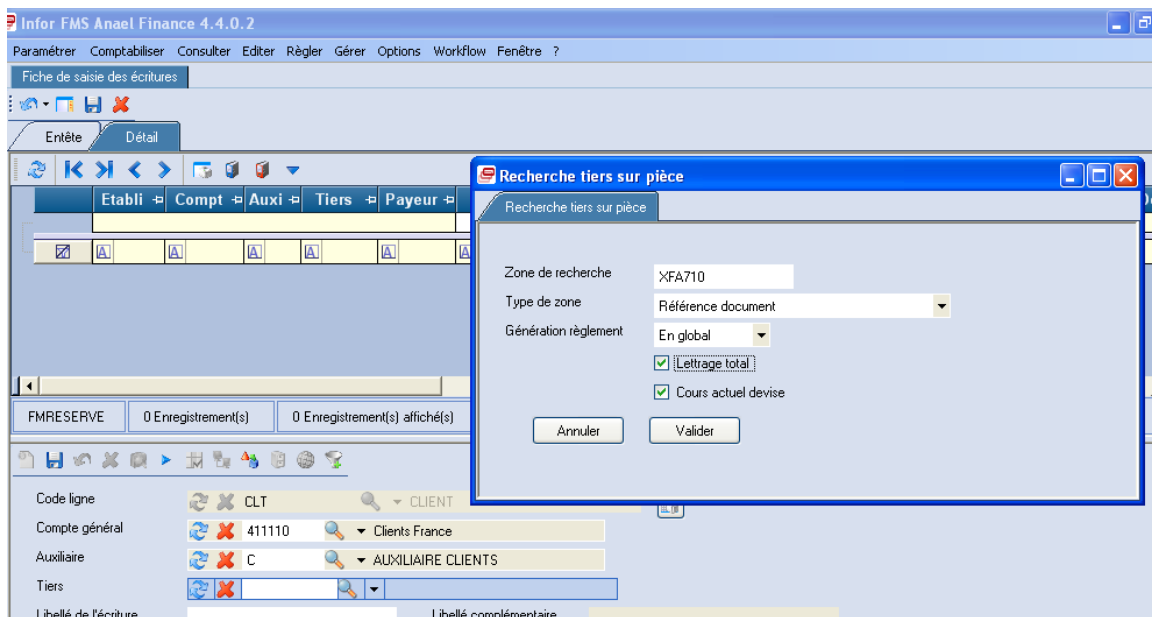 Infor FMS Anael Finance 4.4.0.2
Paramétrer Comptabiliser Consulter Editer Règler Gérer Options Workflow Fenêtre ?
Fiche de saisie des écritures
Entête Détail
Etabli Compt Auxi Tiers Payeur
Recherche tiers sur pièce
Recherche tiers sur pièce
Zone de recherche XFA710
Type de zone Référence document
Génération règlement En global
Lettrage total
Cours actuel devise
Annuler Valider
FMRESERVE 0 Enregistrement(s) 0 Enregistrement(s) affiché(s)
Code ligne CLT CLIENT
Compte général 411110 Clients France
Auxiliaire C AUXILIAIRE CLIENTS
Tiers
Libellé de l'écriture Libellé complémentaire